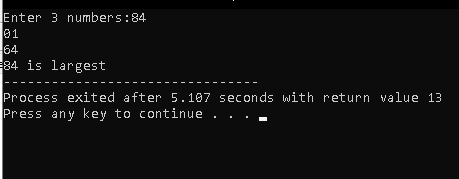 Enter 3 numbers:84
01
64
84 is largest
--------------------------------
Process exited after 5.107 seconds with return value 13
Press any key to continue . . .